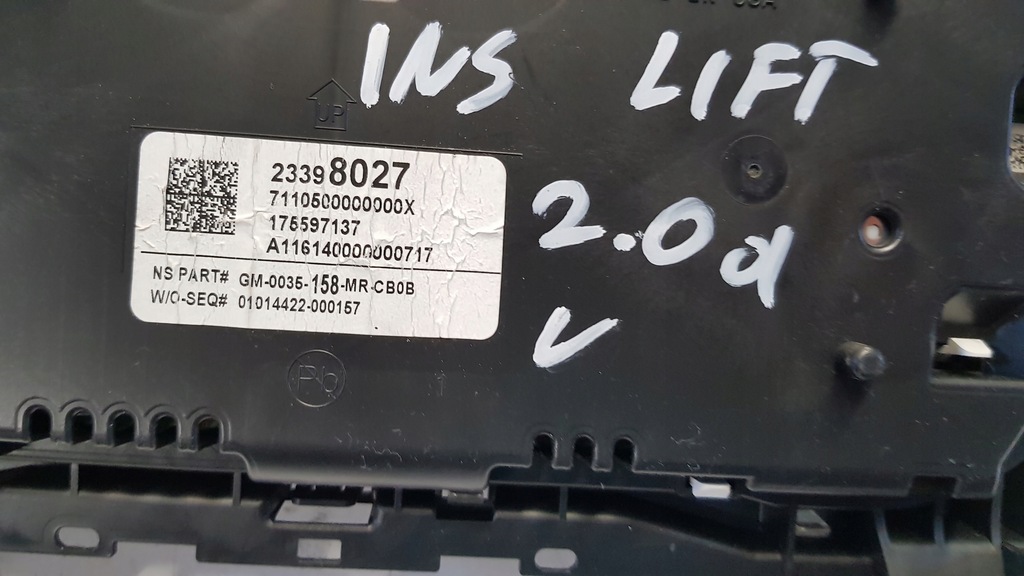 INS LIFT
UP
23398027
7110500000000X
175597137
A116140000000717
NS PART# GM-0035-158-MR-CB0B
W/O-SEQ# 01014422-000157
2.0d
V
Pb